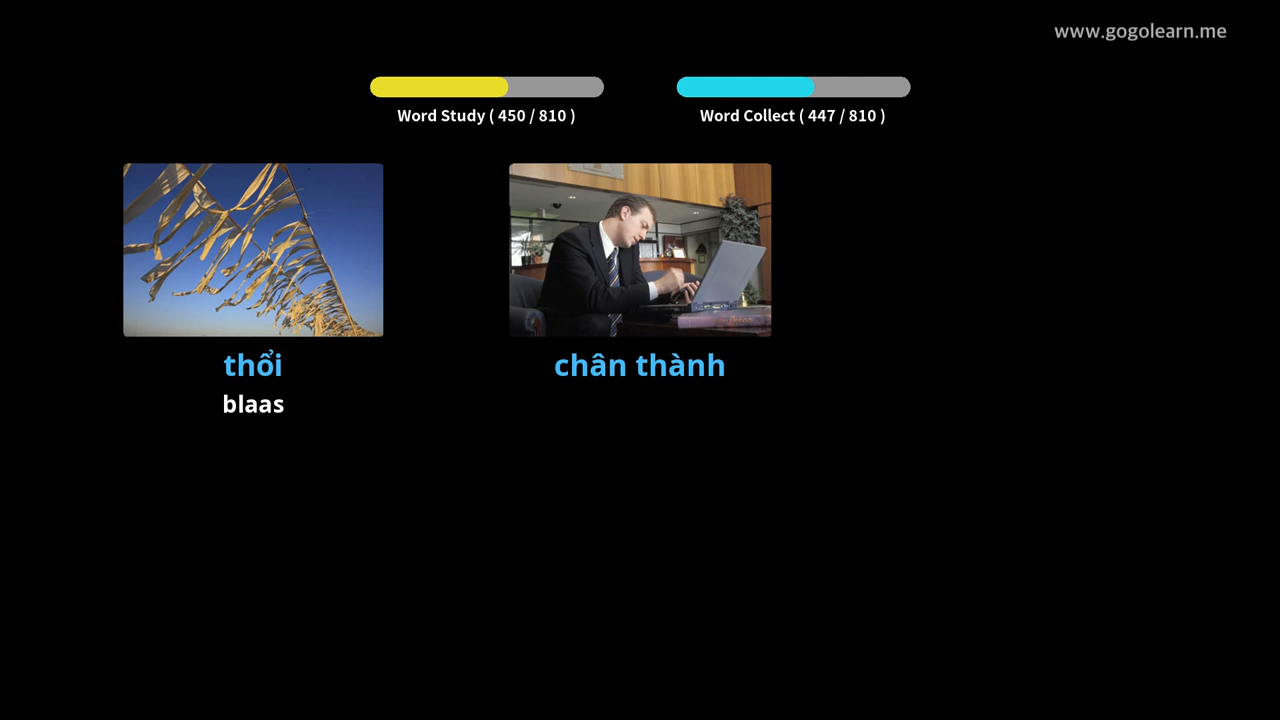 www.gogolearn.me
Word Study ( 450 / 810 )
Word Collect ( 447 / 810 )
thổi
blaas
chân thành